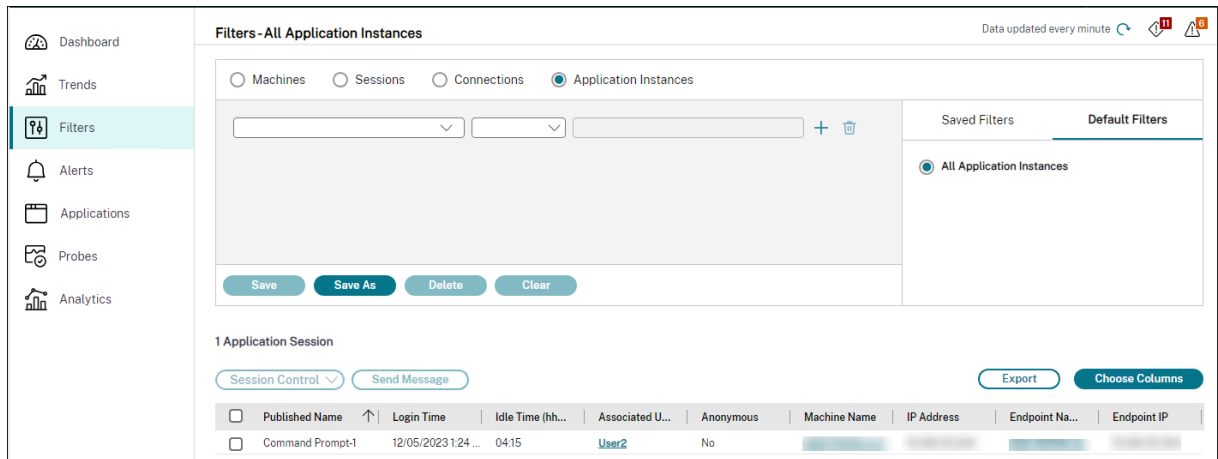 Filters - All Application Instances
Data updated every minute
11
6
Dashboard
Trends
Filters
Alerts
Applications
Probes
Analytics
Machines
Sessions
Connections
Application Instances
Saved Filters
Default Filters
All Application Instances
Save
Save As
Delete
Clear
1 Application Session
Session Control
Send Message
Export
Choose Columns
Published Name
Login Time
Idle Time (hh...
Associated U...
Anonymous
Machine Name
IP Address
Endpoint Na...
Endpoint IP
Command Prompt-1
12/05/2023 1:24 ...
04:15
User2
No